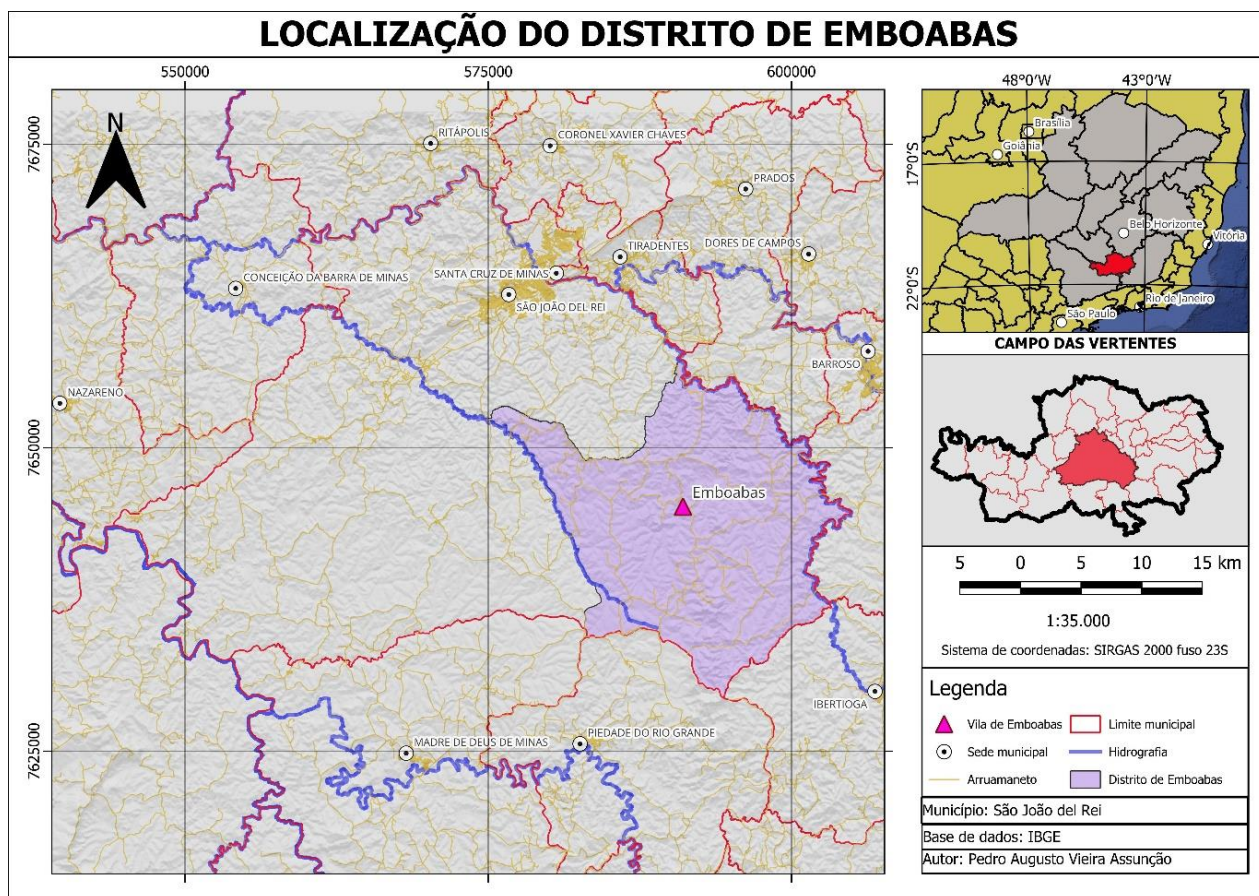 LOCALIZAÇÃO DO DISTRITO DE EMBOABAS
550000
575000
600000
7675000
7650000
7625000
N
RITÁPOLIS
CORONEL XAVIER CHAVES
PRADOS
TIRADENTES
DORES DE CAMPOS
CONCEIÇÃO DA BARRA DE MINAS
SANTA CRUZ DE MINAS
SÃO JOÃO DEL REI
BARROSO
NAZARENO
Emboabas
IBERTIOGA
MADRE DE DEUS DE MINAS
PIEDADE DO RIO GRANDE
48°0'W
43°0'W
17°0'S
22°0'S
Brasília
Goiânia
Belo Horizonte
Vitória
Rio de Janeiro
São Paulo
CAMPO DAS VERTENTES
5 0 5 10 15 km
1:35.000
Sistema de coordenadas: SIRGAS 2000 fuso 23S
Legenda
Vila de Emboabas
Limite municipal
Sede municipal
Hidrografia
Arruamaneto
Distrito de Emboabas
Município: São João del Rei
Base de dados: IBGE
Autor: Pedro Augusto Vieira Assunção